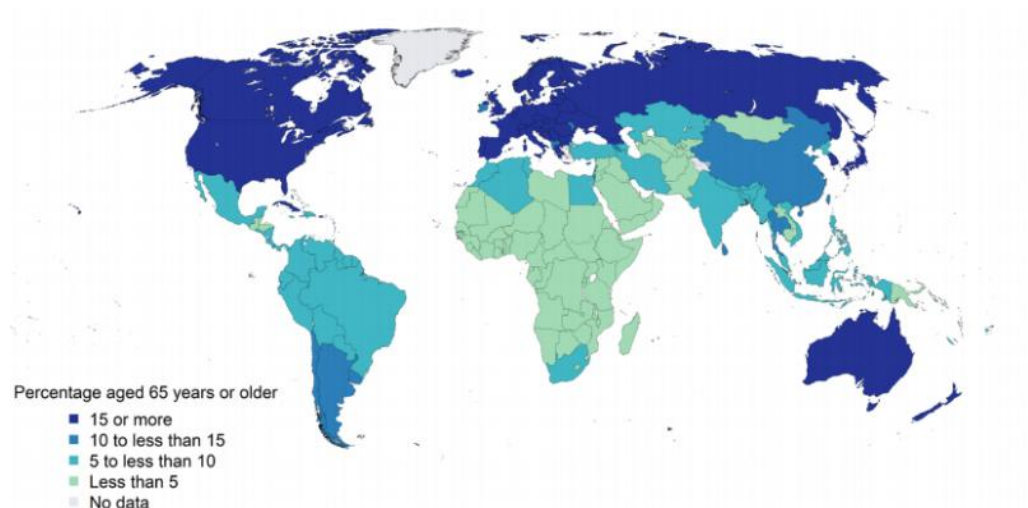 Percentage aged 65 years or older
15 or more
10 to less than 15
5 to less than 10
Less than 5
No data